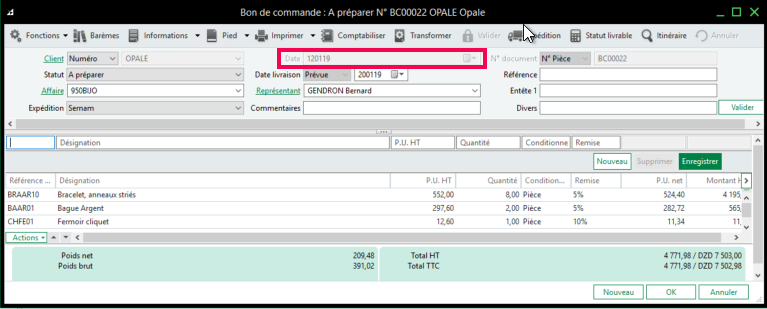 Bon de commande : A préparer N° BC00022 OPALE Opale
Fonctions Barèmes Informations Pied Imprimer Comptabiliser Transformer Valider Expédition Stock Livrable Itinéraire Annuler
Client Numéro OPALE Date 120119 N° document N° Pièce BC00022
Statut A préparer Date livraison Prévue 200119 Référence
Affaire 950BIJO Représentant GENDRON Bernard Entête 1
Expédition Sernam Commentaires Divers Valider
Désignation P.U. HT Quantité Conditionne Remise
Nouveau Supprimer Enregistrer
Référence ... Désignation P.U. HT Quantité Condition... Remise P.U. net Montant H
BRAAR10 Bracelet, anneaux striés 552,00 8,00 Pièce 5% 524,40 4 195,
BAAR01 Bague Argent 297,60 2,00 Pièce 5% 282,72 565,
CHFE01 Fermoir cliquet 12,60 1,00 Pièce 10% 11,34 11,
Actions
Poids net 209,48 Total HT 4 771,98 / DZD 7 503,00
Poids brut 391,02 Total TTC 4 771,98 / DZD 7 502,98
Nouveau OK Annuler